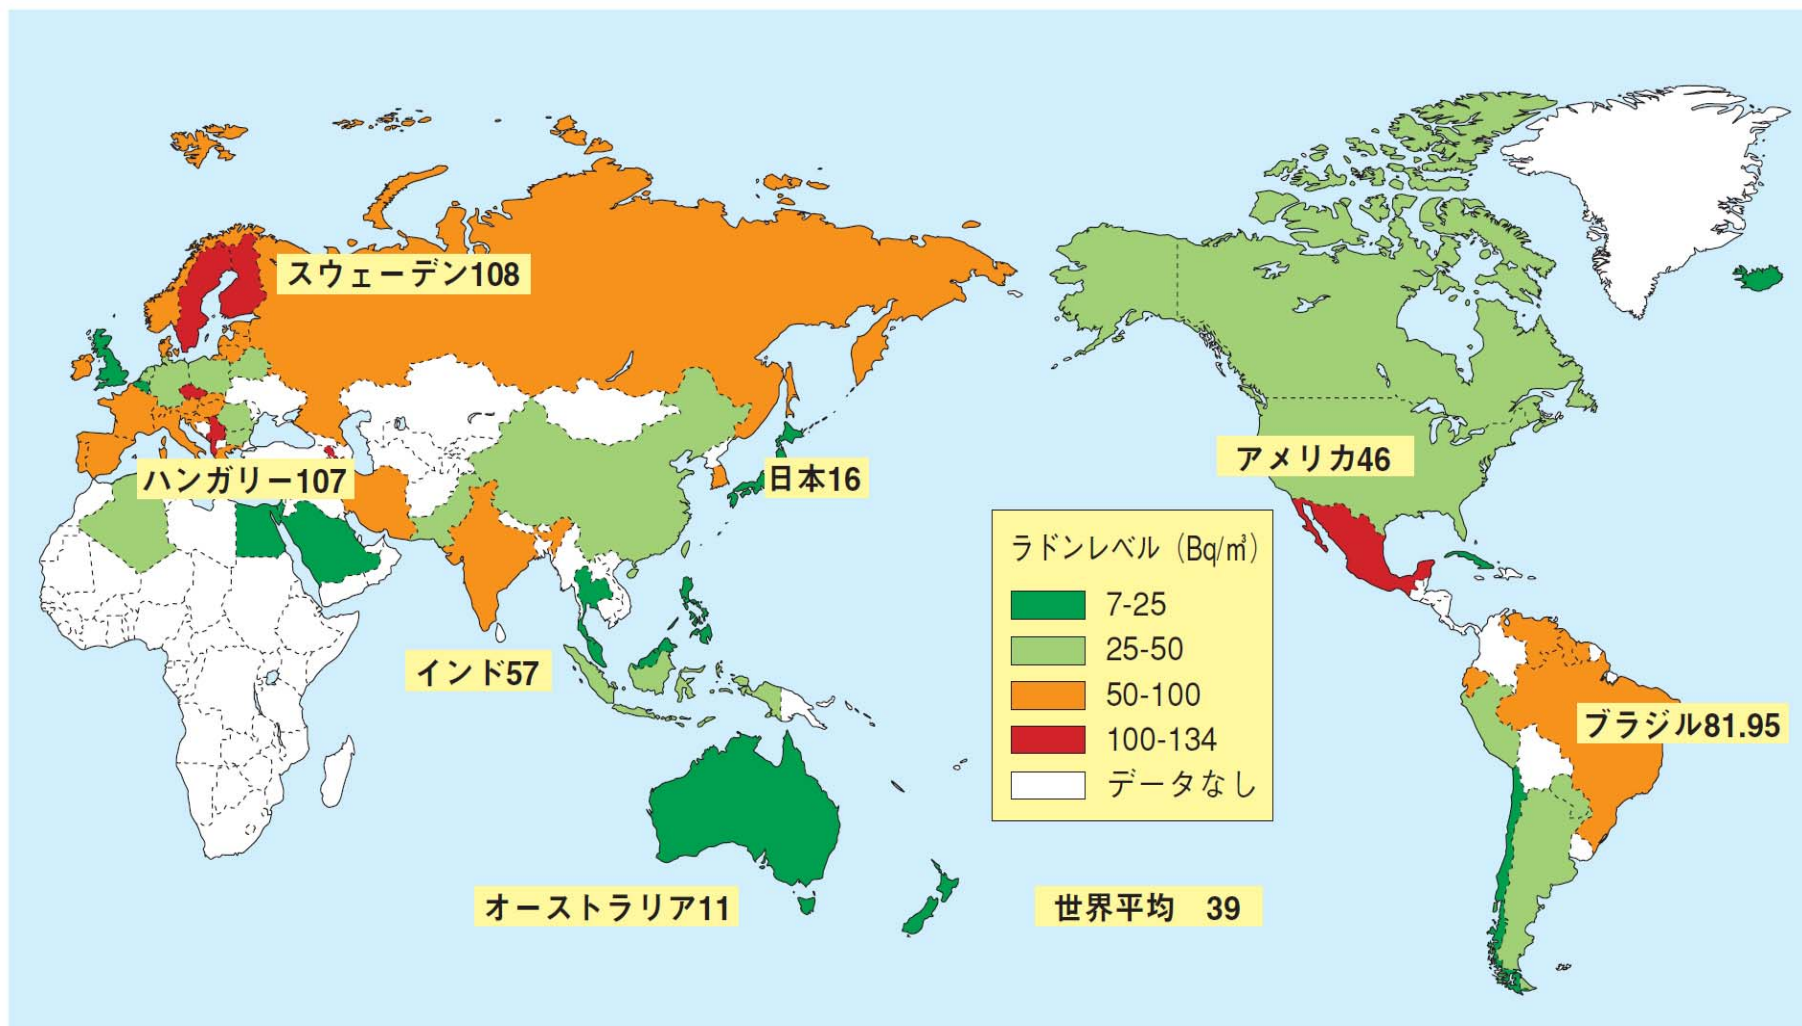 スウェーデン108
ハンガリー107
日本16
アメリカ46
インド57
ブラジル81.95
オーストラリア11
世界平均 39
ラドンレベル（Bq/㎥）
7-25
25-50
50-100
100-134
データなし